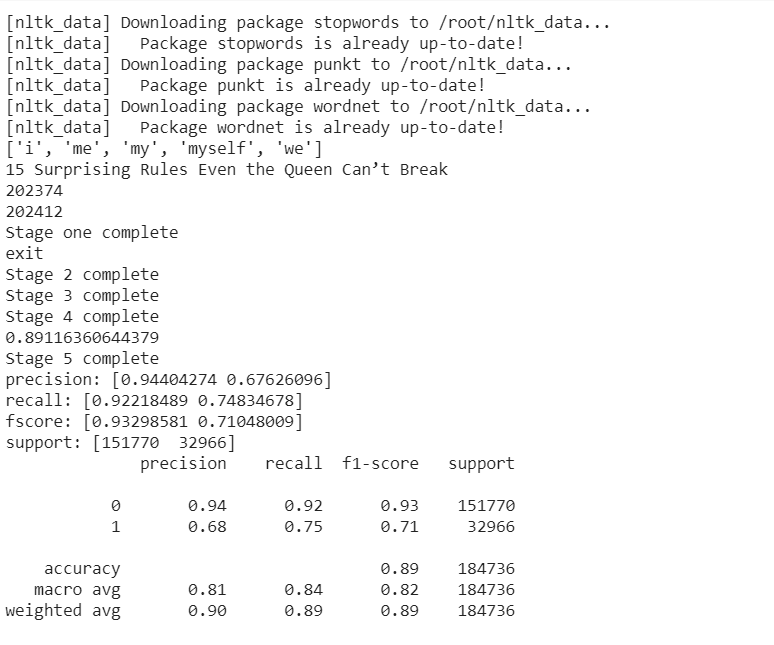 [nltk_data] Downloading package stopwords to /root/nltk_data...
[nltk_data]   Package stopwords is already up-to-date!
[nltk_data] Downloading package punkt to /root/nltk_data...
[nltk_data]   Package punkt is already up-to-date!
[nltk_data] Downloading package wordnet to /root/nltk_data...
[nltk_data]   Package wordnet is already up-to-date!
['i', 'me', 'my', 'myself', 'we']
15 Surprising Rules Even the Queen Can’t Break
202374
202412
Stage one complete
exit
Stage 2 complete
Stage 3 complete
Stage 4 complete
0.89116360644379
Stage 5 complete
precision: [0.94404274 0.67626096]
recall: [0.92218489 0.74834678]
fscore: [0.93298581 0.71048009]
support: [151770  32966]
              precision    recall  f1-score   support
           0       0.94      0.92      0.93    151770
           1       0.68      0.75      0.71     32966
    accuracy                           0.89    184736
   macro avg       0.81      0.84      0.82    184736
weighted avg       0.90      0.89      0.89    184736